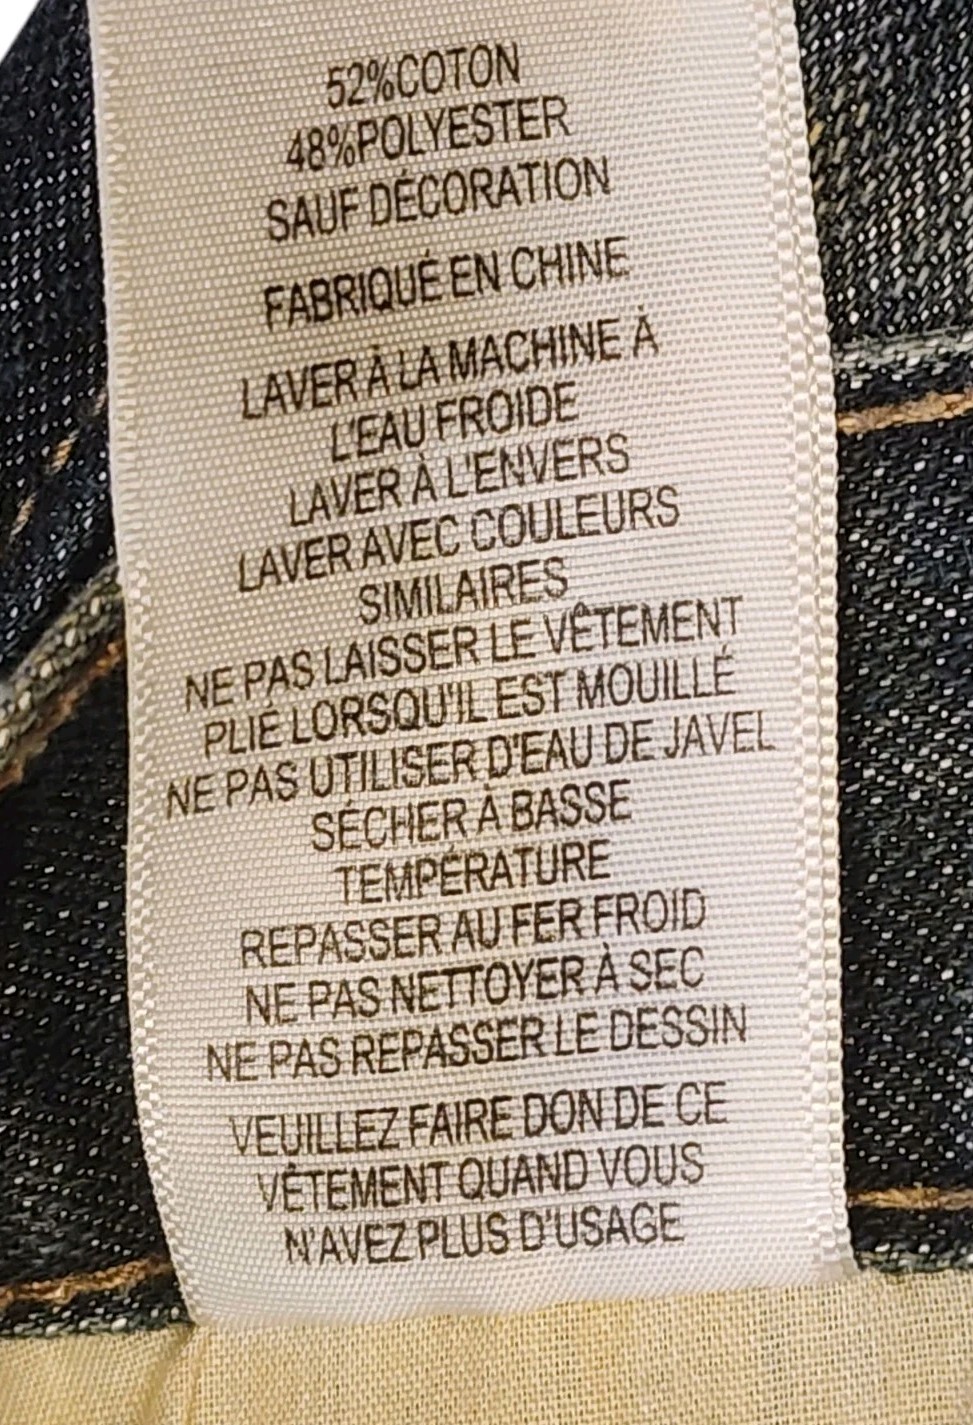 52%COTON
48%POLYESTER
SAUF DÉCORATION
FABRIQUÉ EN CHINE
LAVER À LA MACHINE À
L'EAU FROIDE
LAVER À L'ENVERS
LAVER AVEC COULEURS
SIMILAIRES
NE PAS LAISSER LE VÊTEMENT
PLIÉ LORSQU'IL EST MOUILLÉ
NE PAS UTILISER D'EAU DE JAVEL
SÉCHER À BASSE
TEMPÉRATURE
REPASSER AU FER FROID
NE PAS NETTOYER À SEC
NE PAS REPASSER LE DESSIN
VEUILLEZ FAIRE DON DE CE
VÊTEMENT QUAND VOUS
N'AVEZ PLUS D'USAGE